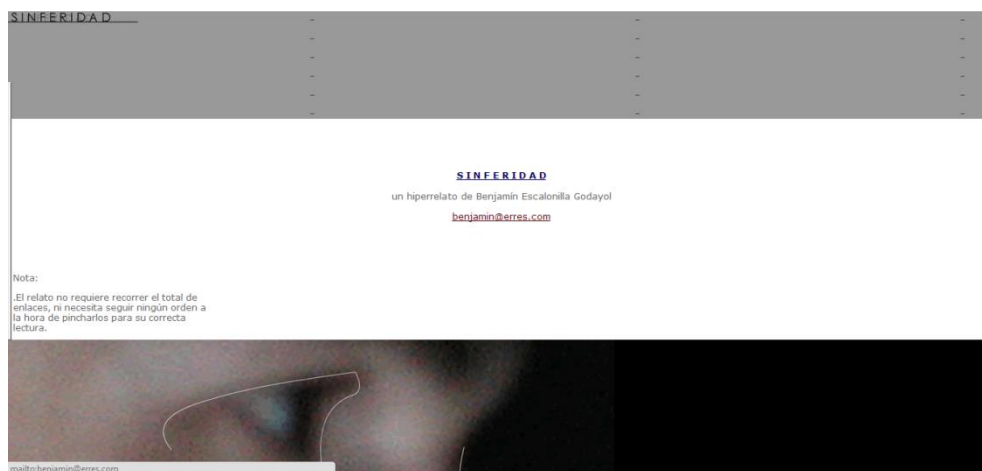 SINFERIDAD
SINFERIDAD
un hiperrelato de Benjamín Escalonilla Godayol
benjamin@erres.com
Nota:
.El relato no requiere recorrer el total de
enlaces, ni necesita seguir ningún orden a
la hora de pincharlos para su correcta
lectura.
mailto:benjamin@erres.com